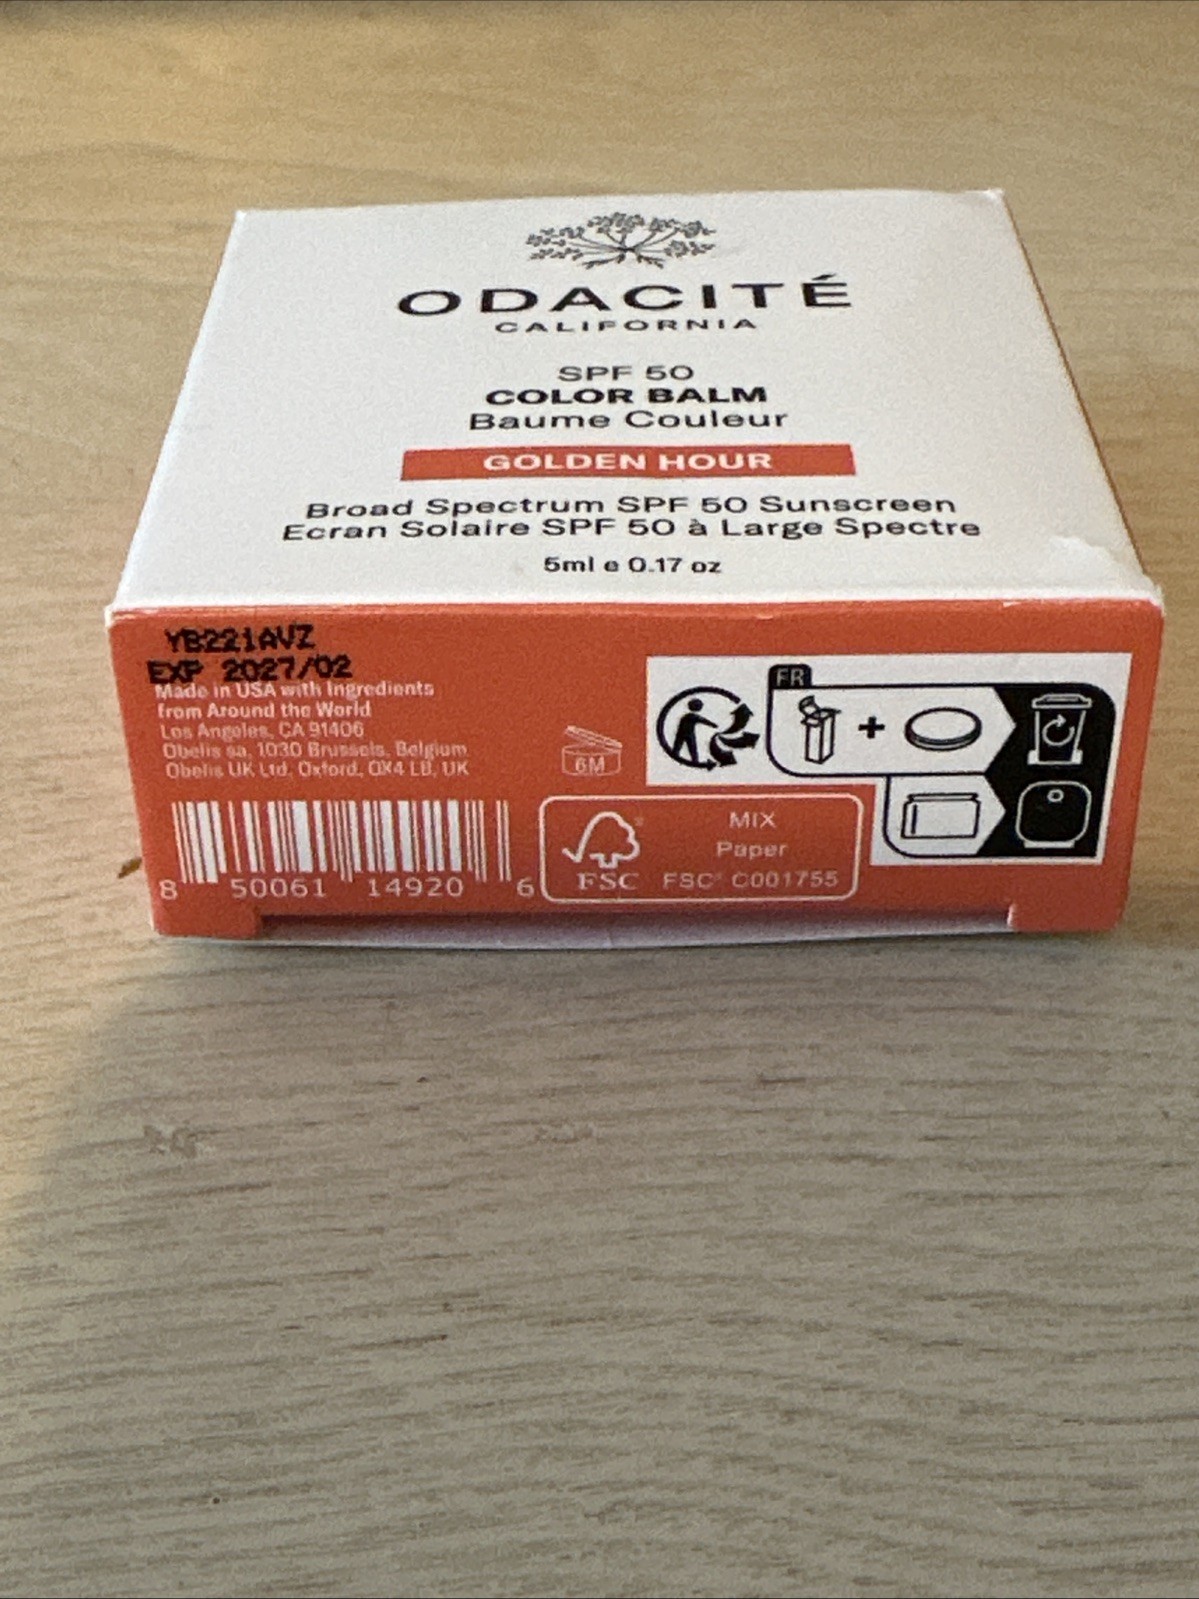 ODACITÉ
CALIFORNIA
SPF 50
COLOR BALM
Baume Couleur
GOLDEN HOUR
Broad Spectrum SPF 50 Sunscreen
Ecran Solaire SPF 50 à Large Spectre
5ml e 0.17 oz
YB221AVZ
EXP 2027/02
Made in USA with Ingredients
from Around the World
Los Angeles, CA 91406
Obelis sa, 1030 Brussels, Belgium
Obelis UK Ltd, Oxford, OX4 LB, UK
6M
FR
+
8 50061 14920 6
FSC®
MIX
Paper
FSC® C001755